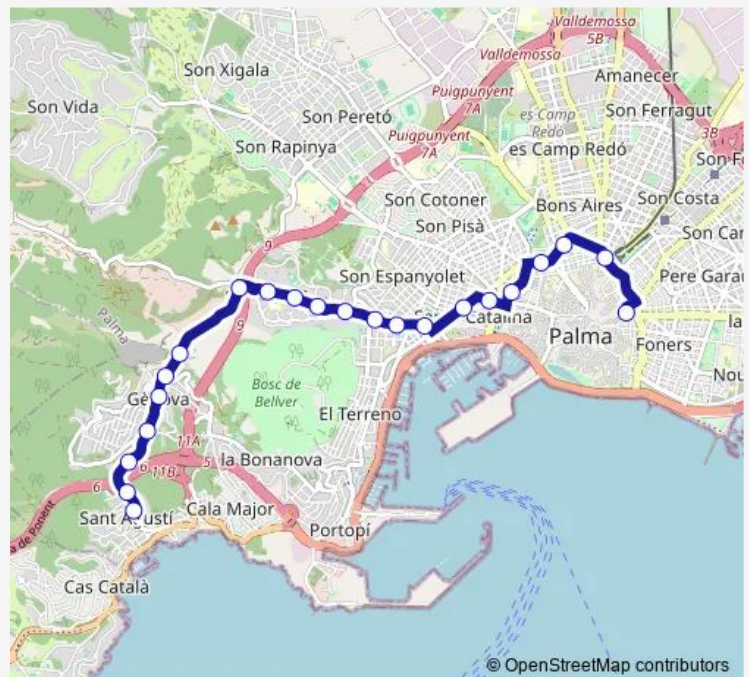 Valldemossa
5B
Son Xigala
Valldemossa
Amanecer
Son Vida
Puigpunyent
7A
Son Ferragut
Son Peretó
es Camp
Redó
3B
Puigpunyent
7A
Son Rapinya
es Camp Redó
Son Cotoner
Son Costa
Bons Aires
Son Pisà
9
Son Espanyolet
Pere Garau
Palma
9
Catalina
Palma
Foners
Bosc de
Bellver
Gènova
El Terreno
11A
6
11B
5
la Bonanova
6
Sant Agustí
Cala Major
Portopí
a de Ponent
Cas Català
© OpenStreetMap contributors